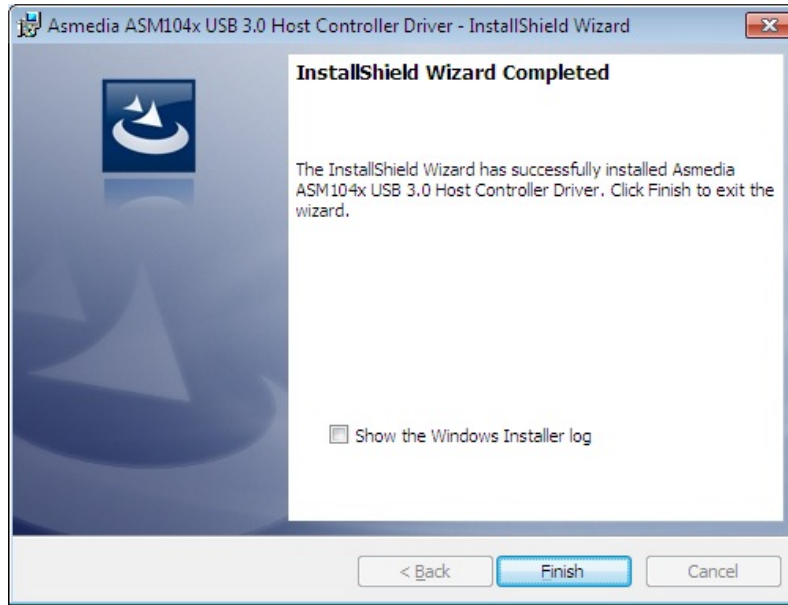 Asmedia ASM104x USB 3.0 Host Controller Driver - InstallShield Wizard
InstallShield Wizard Completed
The InstallShield Wizard has successfully installed Asmedia
ASM104x USB 3.0 Host Controller Driver. Click Finish to exit the
wizard.
Show the Windows Installer log
< Back
Finish
Cancel